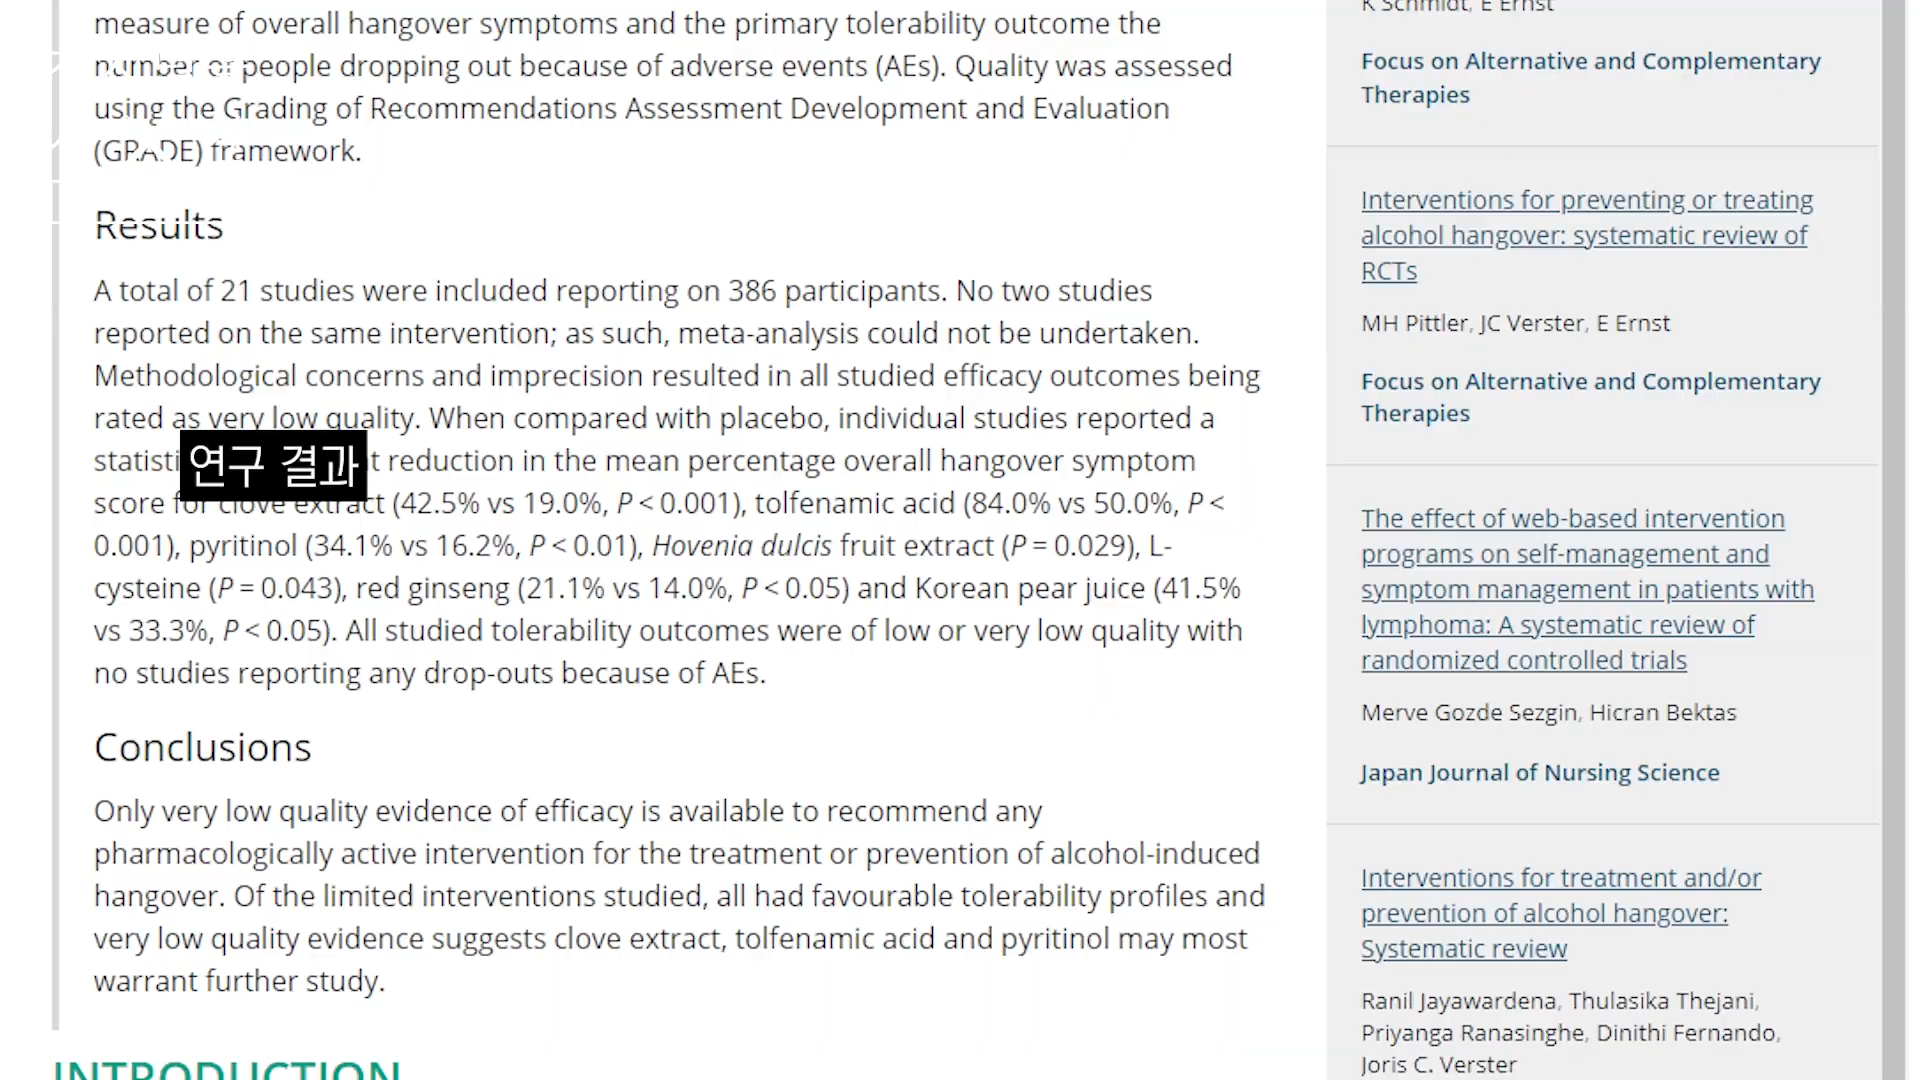 measure of overall hangover symptoms and the primary tolerability outcome the
number of people dropping out because of adverse events (AEs). Quality was assessed
using the Grading of Recommendations Assessment Development and Evaluation
(GRADE) framework.
Results
A total of 21 studies were included reporting on 386 participants. No two studies
reported on the same intervention; as such, meta-analysis could not be undertaken.
Methodological concerns and imprecision resulted in all studied efficacy outcomes being
rated as very low quality. When compared with placebo, individual studies reported a
statisti
연구 결과
t reduction in the mean percentage overall hangover symptom
score for clove extract (42.5% vs 19.0%, P < 0.001), tolfenamic acid (84.0% vs 50.0%, P <
0.001), pyritinol (34.1% vs 16.2%, P < 0.01), Hovenia dulcis fruit extract (P = 0.029), L-
cysteine (P = 0.043), red ginseng (21.1% vs 14.0%, P < 0.05) and Korean pear juice (41.5%
vs 33.3%, P < 0.05). All studied tolerability outcomes were of low or very low quality with
no studies reporting any drop-outs because of AEs.
Conclusions
Only very low quality evidence of efficacy is available to recommend any
pharmacologically active intervention for the treatment or prevention of alcohol-induced
hangover. Of the limited interventions studied, all had favourable tolerability profiles and
very low quality evidence suggests clove extract, tolfenamic acid and pyritinol may most
warrant further study.
INTRODUCTION
K Schmidt, E Ernst
Focus on Alternative and Complementary
Therapies
Interventions for preventing or treating
alcohol hangover: systematic review of
RCTs
MH Pittler, JC Verster, E Ernst
Focus on Alternative and Complementary
Therapies
The effect of web-based intervention
programs on self-management and
symptom management in patients with
lymphoma: A systematic review of
randomized controlled trials
Merve Gozde Sezgin, Hicran Bektas
Japan Journal of Nursing Science
Interventions for treatment and/or
prevention of alcohol hangover:
Systematic review
Ranil Jayawardena, Thulasika Thejani,
Priyanga Ranasinghe, Dinithi Fernando,
Joris C. Verster